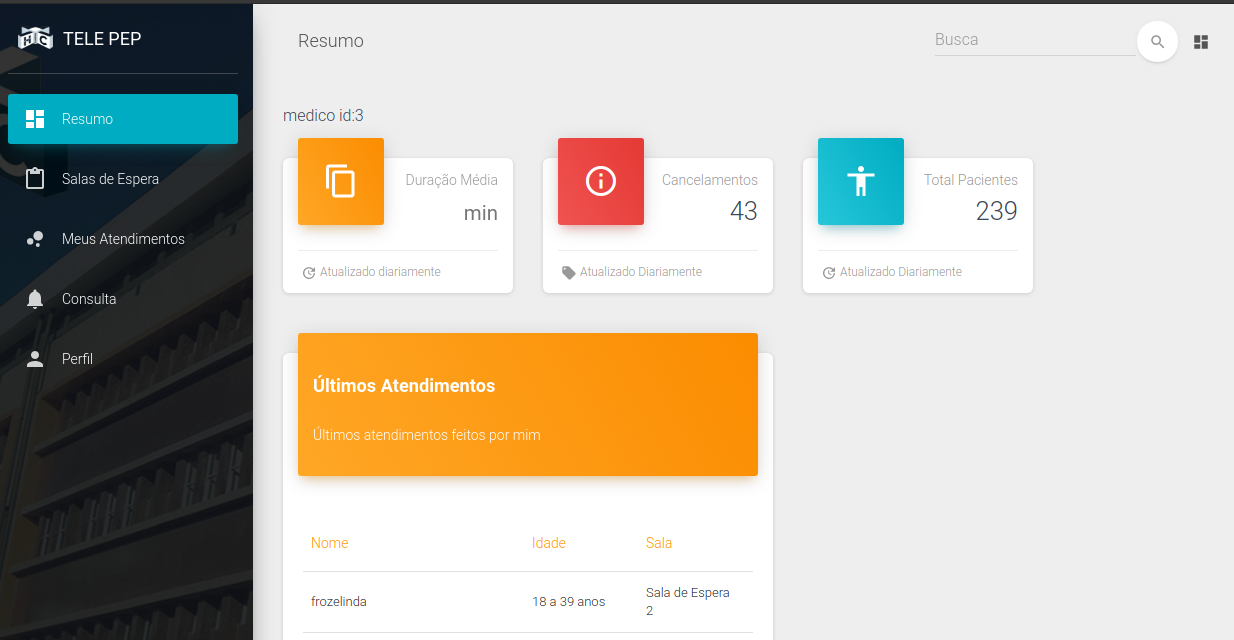 HC TELE PEP
Resumo
Salas de Espera
Meus Atendimentos
Consulta
Perfil
Resumo
Busca
medico id:3
Duração Média
min
Atualizado diariamente
Cancelamentos
43
Atualizado Diariamente
Total Pacientes
239
Atualizado Diariamente
Últimos Atendimentos
Últimos atendimentos feitos por mim
Nome Idade Sala
frozelinda 18 a 39 anos Sala de Espera
2